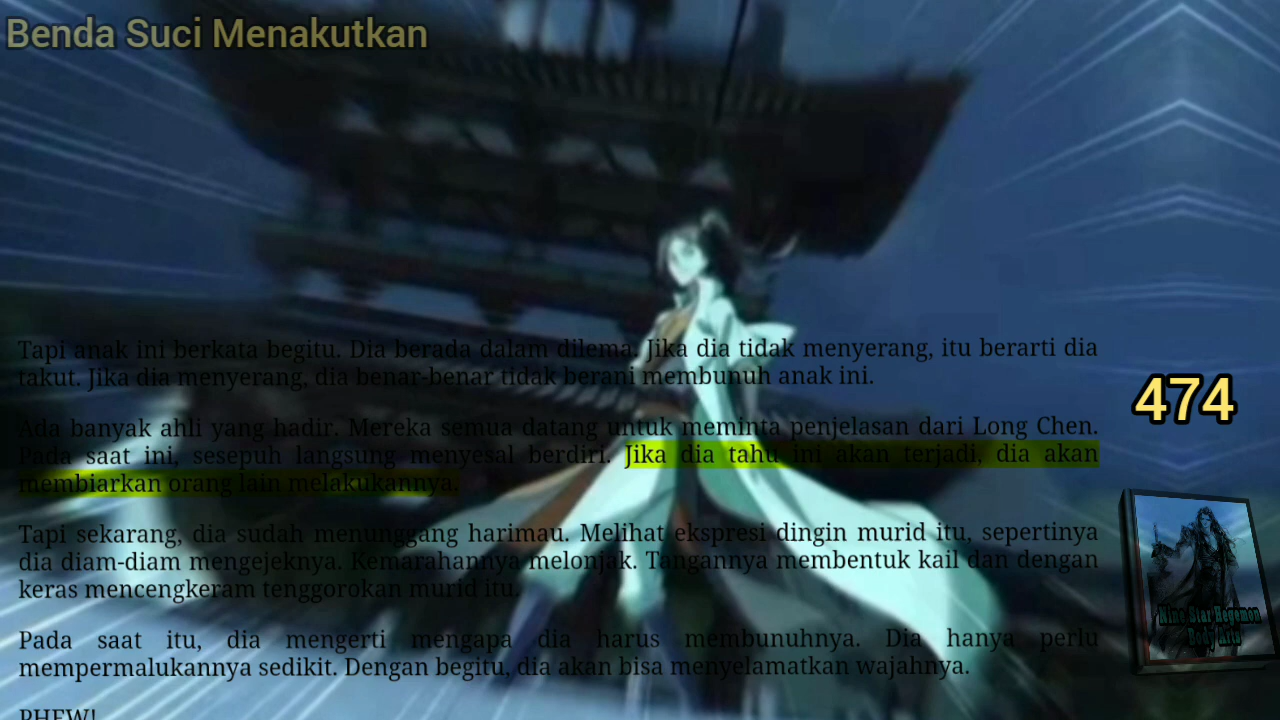 Benda Suci Menakutkan
Tapi anak ini berkata begitu. Dia berada dalam dilema. Jika dia tidak menyerang, itu berarti dia
takut. Jika dia menyerang, dia benar-benar tidak berani membunuh anak ini.
Ada banyak ahli yang hadir. Mereka semua datang untuk meminta penjelasan dari Long Chen.
Pada saat ini, sesepuh langsung menyesal berdiri. Jika dia tahu ini akan terjadi, dia akan
membiarkan orang lain melakukannya.
Tapi sekarang, dia sudah menunggang harimau. Melihat ekspresi dingin murid itu, sepertinya
dia diam-diam mengejeknya. Kemarahannya melonjak. Tangannya membentuk kail dan dengan
keras mencengkeram tenggorokan murid itu.
Pada saat itu, dia mengerti mengapa dia harus membunuhnya. Dia hanya perlu
mempermalukannya sedikit. Dengan begitu, dia akan bisa menyelamatkan wajahnya.
PHEW!
474
Nine Star Hegemon
Body Arts